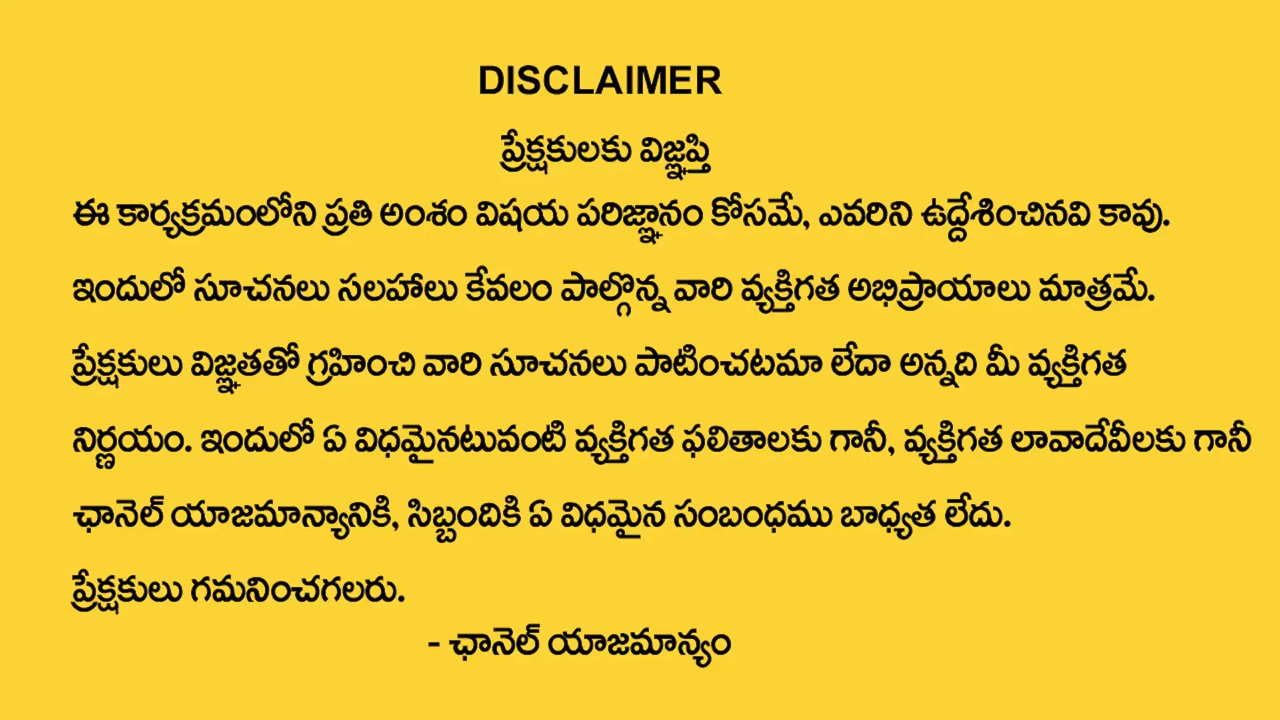 DISCLAIMER
ప్రేక్షకులకు విజ్ఞప్తి
ఈ కార్యక్రమంలోని ప్రతి అంశం విషయ పరిజ్ఞానం కోసమే, ఎవరిని ఉద్దేశించినవి కావు.
ఇందులో సూచనలు సలహాలు కేవలం పాల్గొన్న వారి వ్యక్తిగత అభిప్రాయాలు మాత్రమే.
ప్రేక్షకులు విజ్ఞతతో గ్రహించి వారి సూచనలు పాటించటమా లేదా అన్నది మీ వ్యక్తిగత
నిర్ణయం. ఇందులో ఏ విధమైనటువంటి వ్యక్తిగత ఫలితాలకు గానీ, వ్యక్తిగత లావాదేవీలకు గానీ
ఛానెల్ యాజమాన్యానికి, సిబ్బందికి ఏ విధమైన సంబంధము బాధ్యత లేదు.
ప్రేక్షకులు గమనించగలరు.
- ఛానెల్ యాజమాన్యం